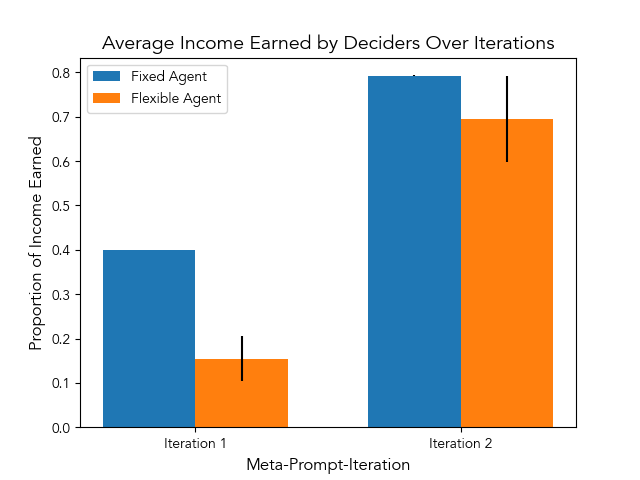 Average Income Earned by Deciders Over Iterations
Fixed Agent
Flexible Agent
Proportion of Income Earned
0.8
0.7
0.6
0.5
0.4
0.3
0.2
0.1
0.0
Iteration 1
Iteration 2
Meta-Prompt-Iteration